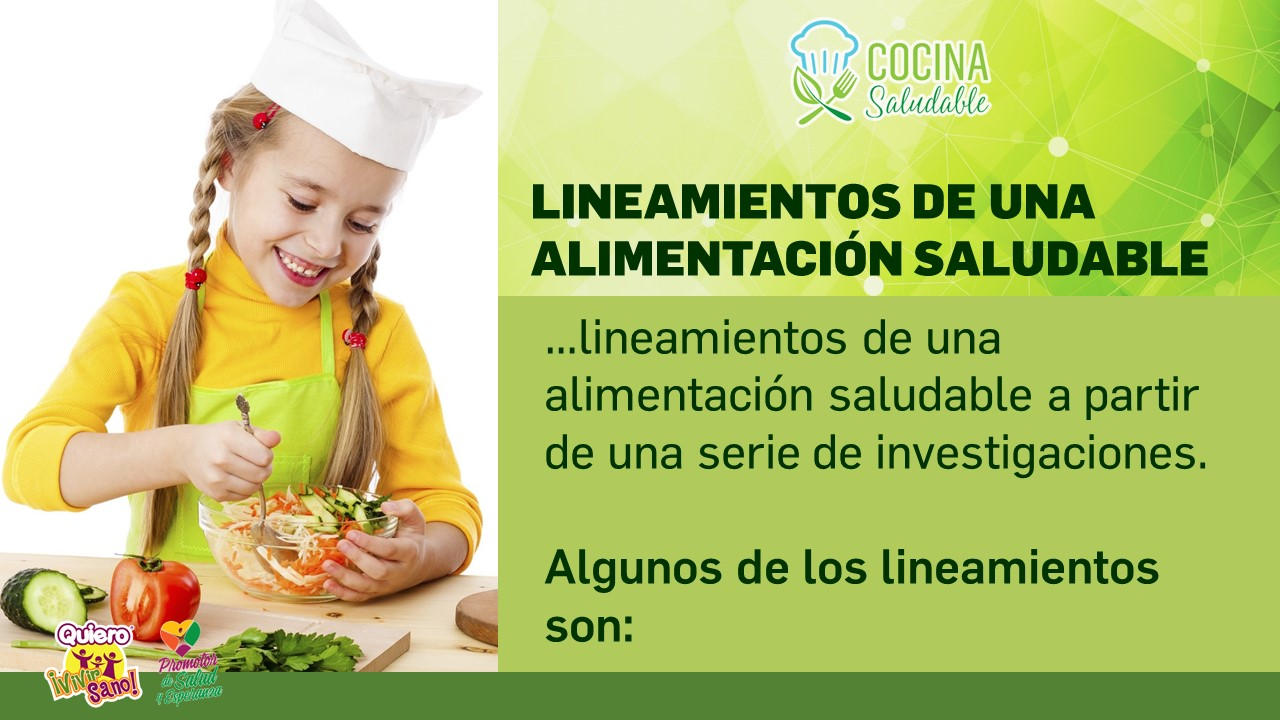 COCINA
Saludable
LINEAMIENTOS DE UNA
ALIMENTACIÓN SALUDABLE
...lineamientos de una
alimentación saludable a partir
de una serie de investigaciones.
Algunos de los lineamientos
son:
Quiero
¡Vivir
Sano!
Promotor
de Salud
y Esperanza